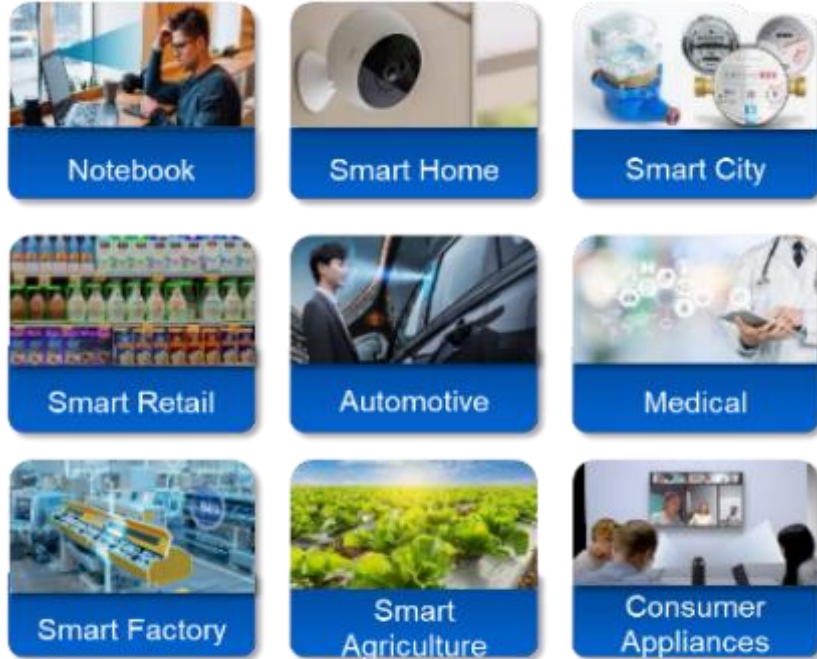 Notebook
Smart Home
Smart City
Smart Retail
Automotive
Medical
Smart Factory
Smart
Agriculture
Consumer
Appliances